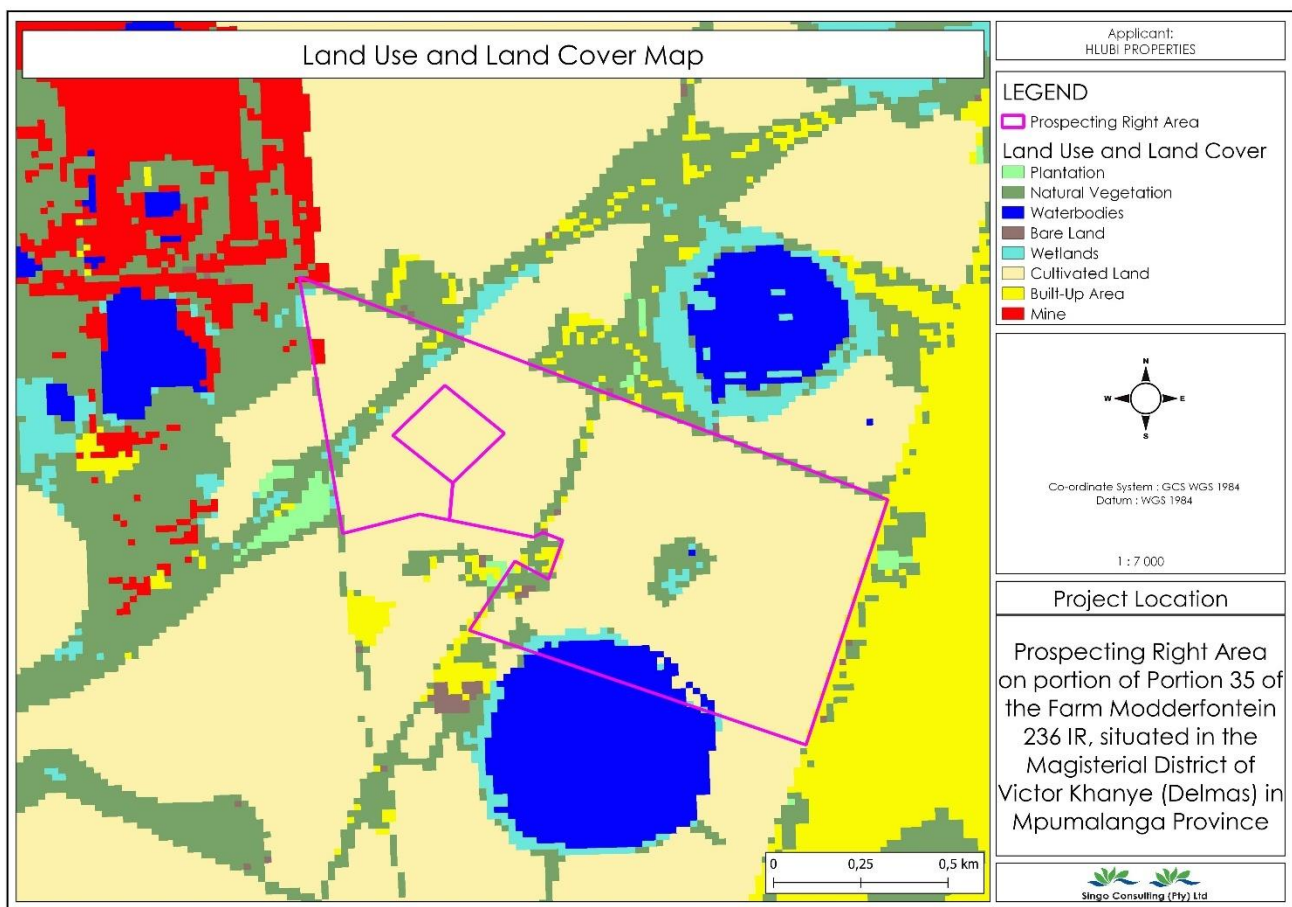 Land Use and Land Cover Map
Applicant:
HLUBI PROPERTIES
LEGEND
Prospecting Right Area
Land Use and Land Cover
Plantation
Natural Vegetation
Waterbodies
Bare Land
Wetlands
Cultivated Land
Built-Up Area
Mine
N
W
E
S
Co-ordinate System : GCS WGS 1984
Datum : WGS 1984
1 : 7 000
Project Location
Prospecting Right Area
on portion of Portion 35 of
the Farm Modderfontein
236 IR, situated in the
Magisterial District of
Victor Khanye (Delmas) in
Mpumalanga Province
0
0,25
0,5 km
Singo Consulting (Pty) Ltd